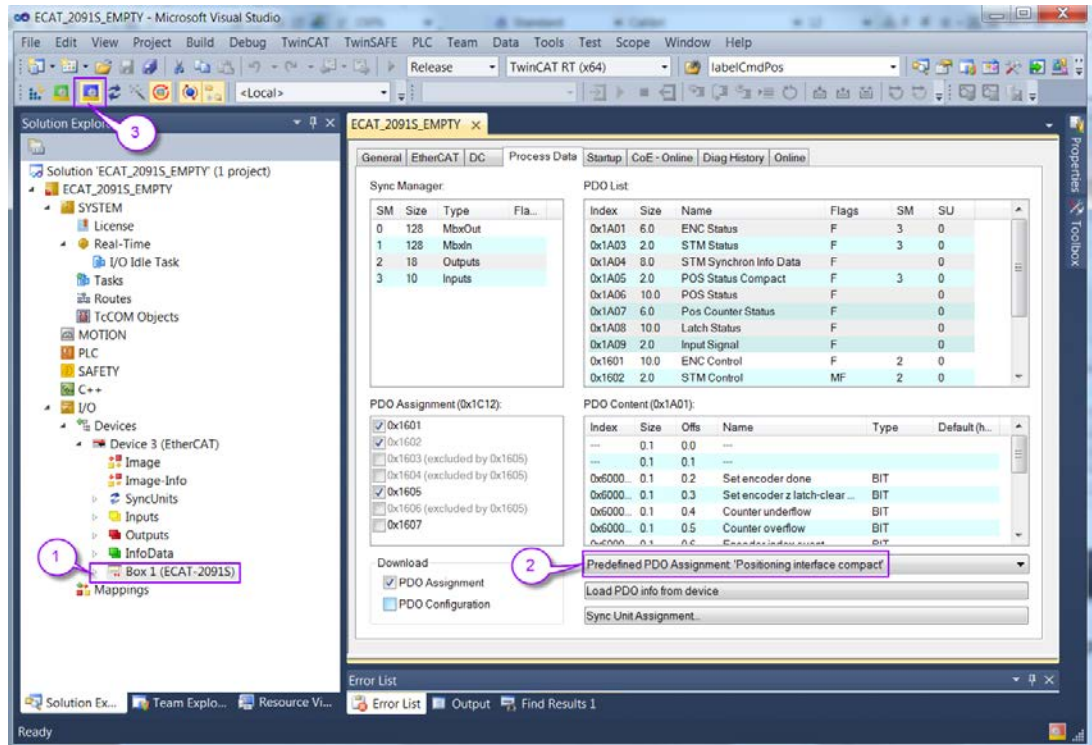 ECAT_2091S_EMPTY - Microsoft Visual Studio
File Edit View Project Build Debug TwinCAT TwinSAFE PLC Team Data Tools Test Scope Window Help
Release TwinCAT RT (x64) labelCmdPos
<Local>
3
Solution Explor
Solution 'ECAT_2091S_EMPTY' (1 project)
ECAT_2091S_EMPTY
SYSTEM
License
Real-Time
I/O Idle Task
Tasks
Routes
TcCOM Objects
MOTION
PLC
SAFETY
C++
I/O
Devices
Device 3 (EtherCAT)
Image
Image-Info
SyncUnits
Inputs
Outputs
InfoData
1
Box 1 (ECAT-2091S)
Mappings
Solution Ex... Team Explo... Resource Vi...
ECAT_2091S_EMPTY
General EtherCAT DC Process Data Startup CoE - Online Diag History Online
Sync Manager:
SM Size Type Fla...
0 128 MbxOut
1 128 MbxIn
2 18 Outputs
3 10 Inputs
PDO List:
Index Size Name Flags SM SU
0x1A01 6.0 ENC Status F 3 0
0x1A03 2.0 STM Status F 3 0
0x1A04 8.0 STM Synchron Info Data F 0
0x1A05 2.0 POS Status Compact F 3 0
0x1A06 10.0 POS Status F 0
0x1A07 6.0 Pos Counter Status F 0
0x1A08 10.0 Latch Status F 0
0x1A09 2.0 Input Signal F 0
0x1601 10.0 ENC Control F 2 0
0x1602 2.0 STM Control MF 2 0
PDO Assignment (0x1C12):
0x1601
0x1602
0x1603 (excluded by 0x1605)
0x1604 (excluded by 0x1605)
0x1605
0x1606 (excluded by 0x1605)
0x1607
PDO Content (0x1A01):
Index Size Offs Name Type Default (h...
--- 0.1 0.0 ---
--- 0.1 0.1 ---
0x6000... 0.1 0.2 Set encoder done BIT
0x6000... 0.1 0.3 Set encoder z latch-clear ... BIT
0x6000... 0.1 0.4 Counter underflow BIT
0x6000... 0.1 0.5 Counter overflow BIT
0x6000... 0.1 0.6 Encoder index event BIT
Download
PDO Assignment
PDO Configuration
2
Predefined PDO Assignment: 'Positioning interface compact'
Load PDO info from device
Sync Unit Assignment...
Error List
Error List Output Find Results 1
Properties
Toolbox
Ready